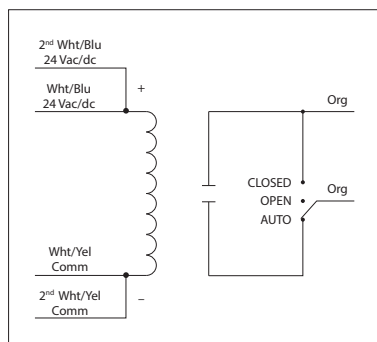 2nd Wht/Blu
24 Vac/dc
Wht/Blu
24 Vac/dc
+
Org
CLOSED
OPEN
AUTO
Org
Wht/Yel
Comm
2nd Wht/Yel
Comm
–